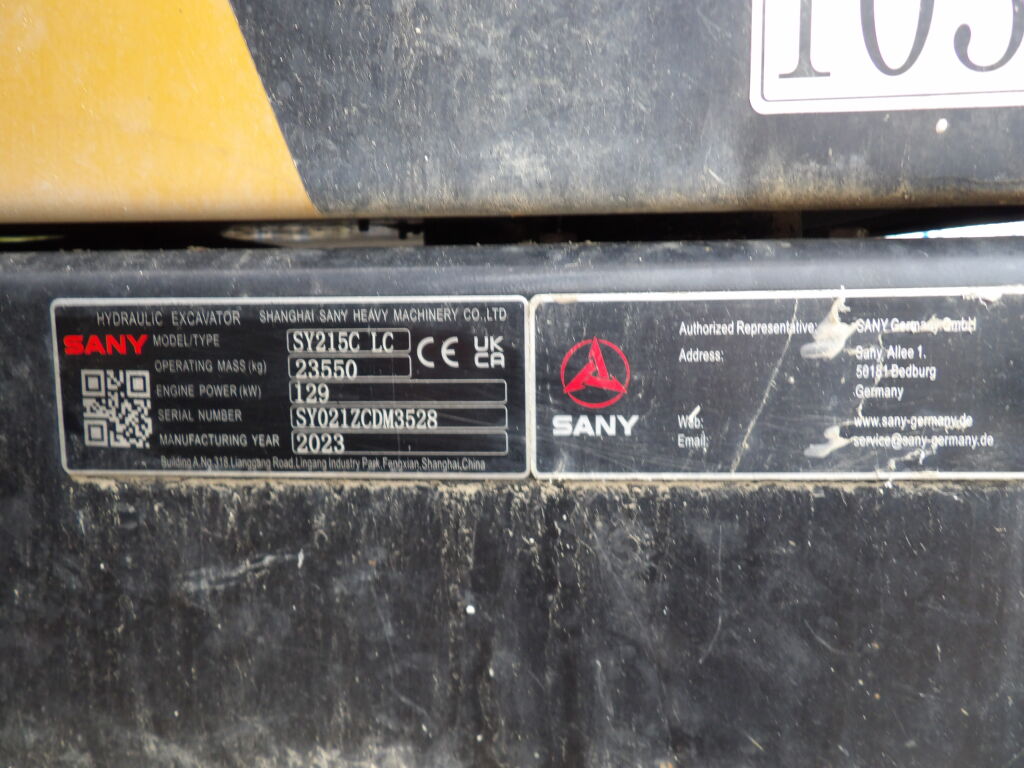 103
HYDRAULIC EXCAVATOR SHANGHAI SANY HEAVY MACHINERY CO.,LTD
SANY MODEL/TYPE SY215C LC
OPERATING MASS (kg) 23550
CE UK CA
ENGINE POWER (kW) 129
SERIAL NUMBER SY021ZCDM3528
MANUFACTURING YEAR 2023
Building A,No.318,Lianggang Road,Lingang Industry Park,Fengxian,Shanghai,China
SANY
Authorized Representative: SANY Germany GmbH
Address: Sany Allee 1.
50181 Bedburg
Germany
Web: www.sany-germany.de
Email: service@sany-germany.de